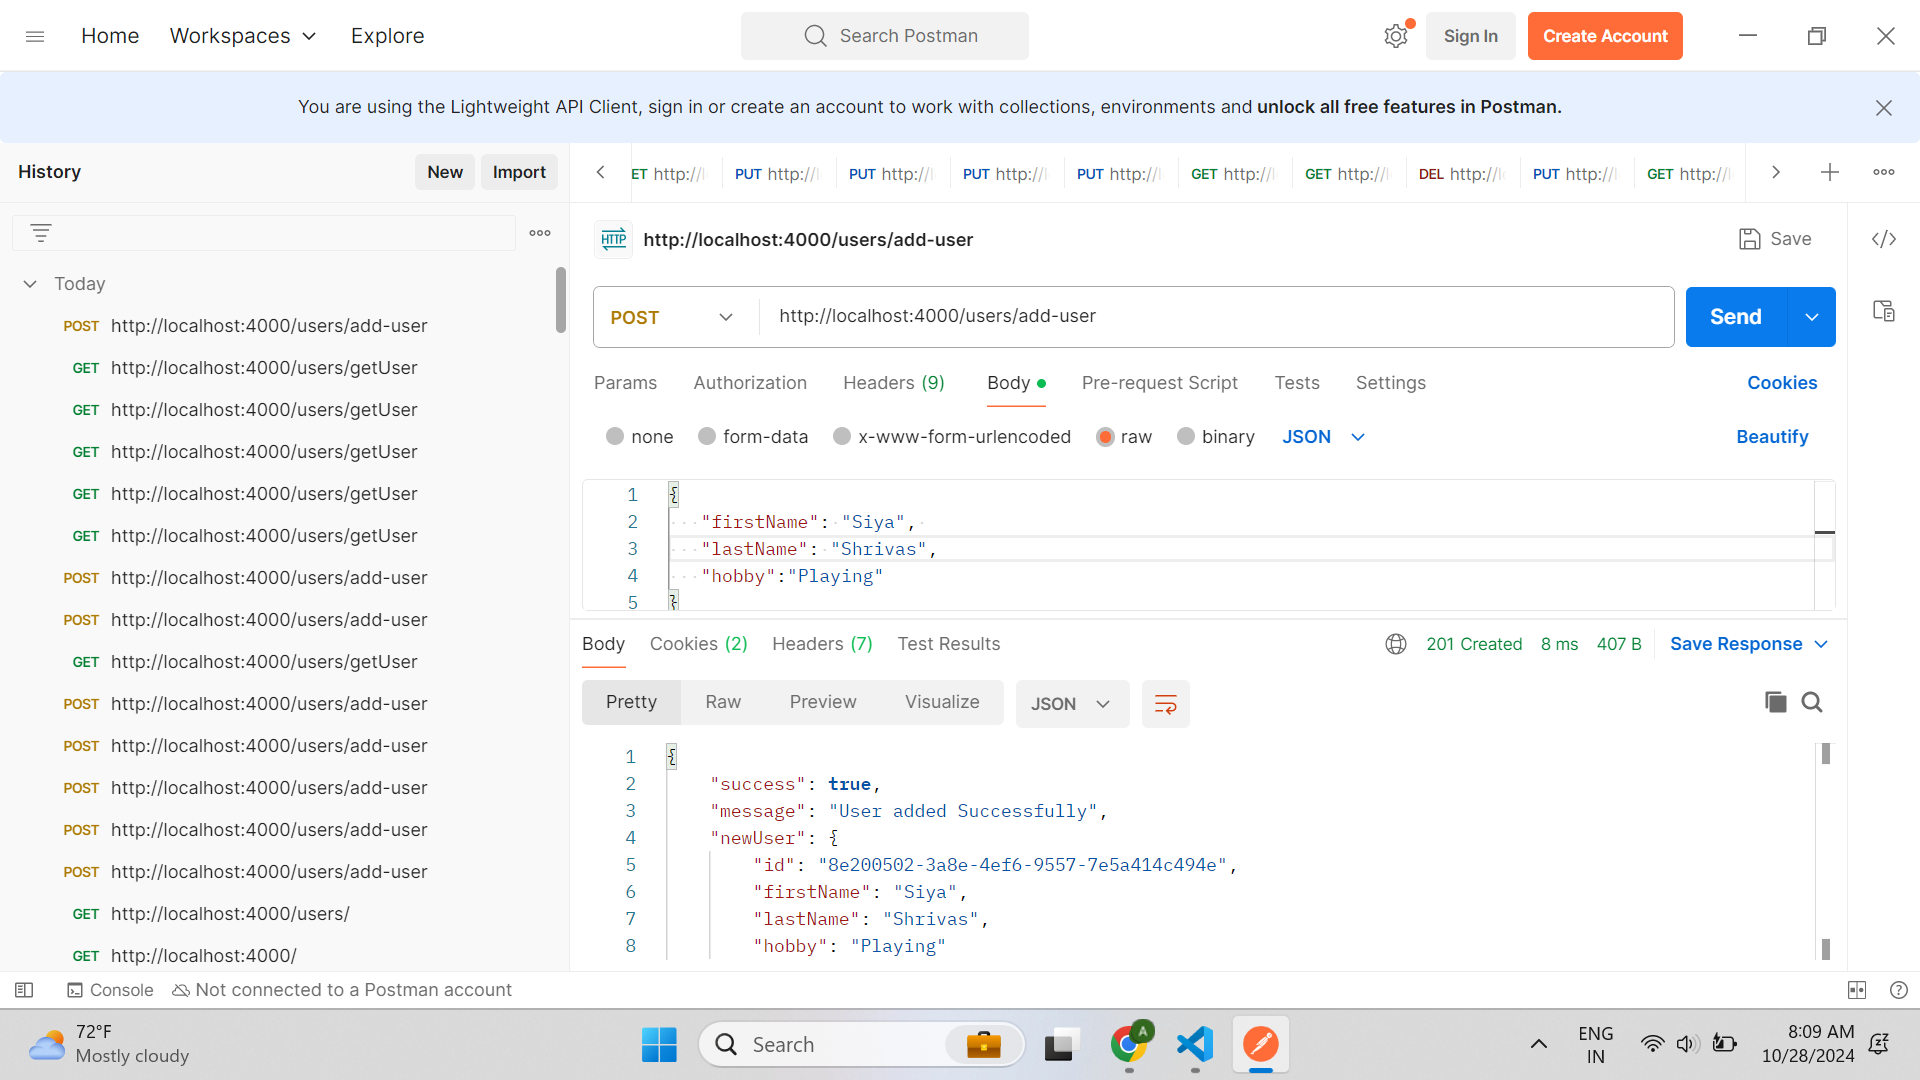 Home
Workspaces
Explore
Search Postman
Sign In
Create Account
You are using the Lightweight API Client, sign in or create an account to work with collections, environments and unlock all free features in Postman.
History
New
Import
ET http://l
PUT http://l
PUT http://l
PUT http://l
PUT http://l
GET http://l
GET http://l
DEL http://lo
PUT http://l
GET http://l
Today
POST http://localhost:4000/users/add-user
GET http://localhost:4000/users/getUser
GET http://localhost:4000/users/getUser
GET http://localhost:4000/users/getUser
GET http://localhost:4000/users/getUser
GET http://localhost:4000/users/getUser
POST http://localhost:4000/users/add-user
POST http://localhost:4000/users/add-user
GET http://localhost:4000/users/getUser
POST http://localhost:4000/users/add-user
POST http://localhost:4000/users/add-user
POST http://localhost:4000/users/add-user
POST http://localhost:4000/users/add-user
POST http://localhost:4000/users/add-user
GET http://localhost:4000/users/
GET http://localhost:4000/
HTTP http://localhost:4000/users/add-user
Save
POST
http://localhost:4000/users/add-user
Send
Params
Authorization
Headers (9)
Body
Pre-request Script
Tests
Settings
Cookies
none
form-data
x-www-form-urlencoded
raw
binary
JSON
Beautify
1 {
2 "firstName": "Siya",
3 "lastName": "Shrivas",
4 "hobby":"Playing"
5 }
Body
Cookies (2)
Headers (7)
Test Results
201 Created
8 ms
407 B
Save Response
Pretty
Raw
Preview
Visualize
JSON
1 {
2 "success": true,
3 "message": "User added Successfully",
4 "newUser": {
5 "id": "8e200502-3a8e-4ef6-9557-7e5a414c494e",
6 "firstName": "Siya",
7 "lastName": "Shrivas",
8 "hobby": "Playing"
Console
Not connected to a Postman account
72°F
Mostly cloudy
Search
A
ENG
IN
8:09 AM
10/28/2024